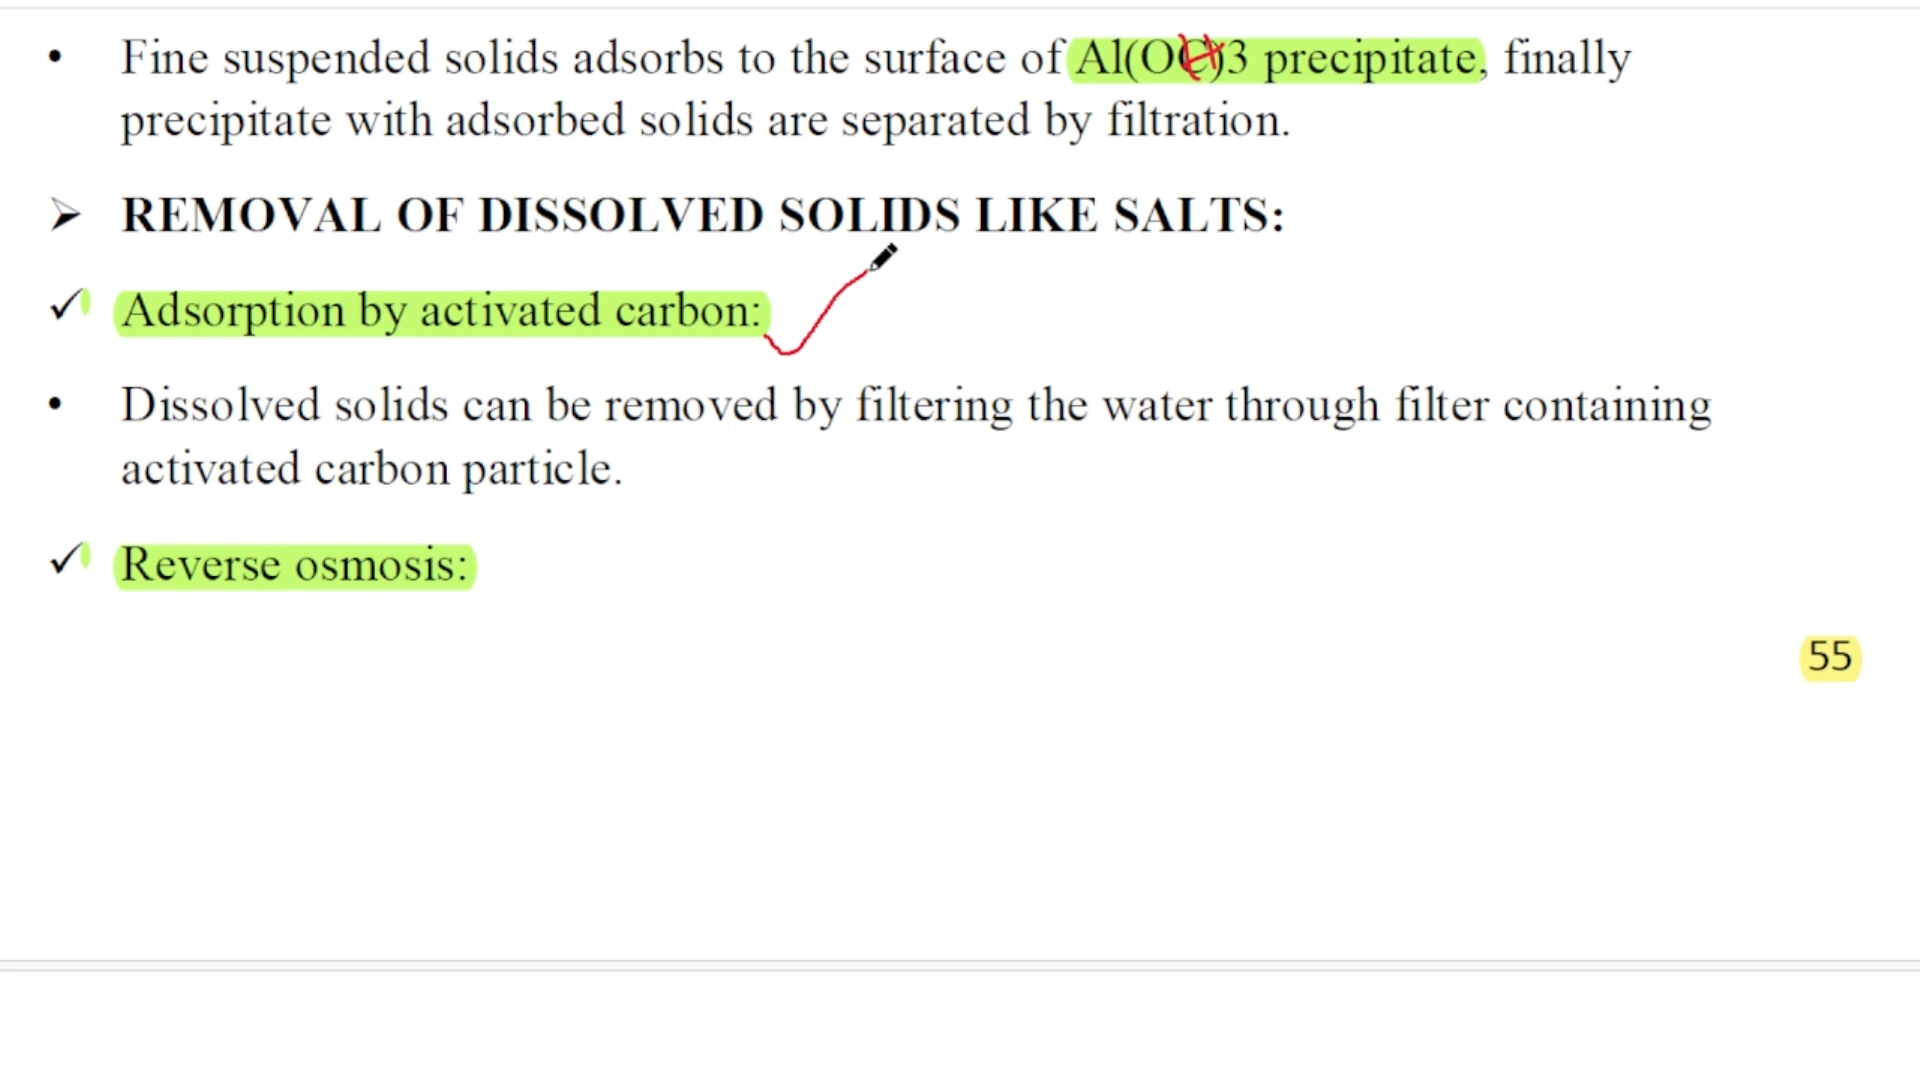 • Fine suspended solids adsorbs to the surface of Al(OH)3 precipitate, finally
precipitate with adsorbed solids are separated by filtration.
➤ REMOVAL OF DISSOLVED SOLIDS LIKE SALTS:
✓ Adsorption by activated carbon:
• Dissolved solids can be removed by filtering the water through filter containing
activated carbon particle.
✓ Reverse osmosis:
55